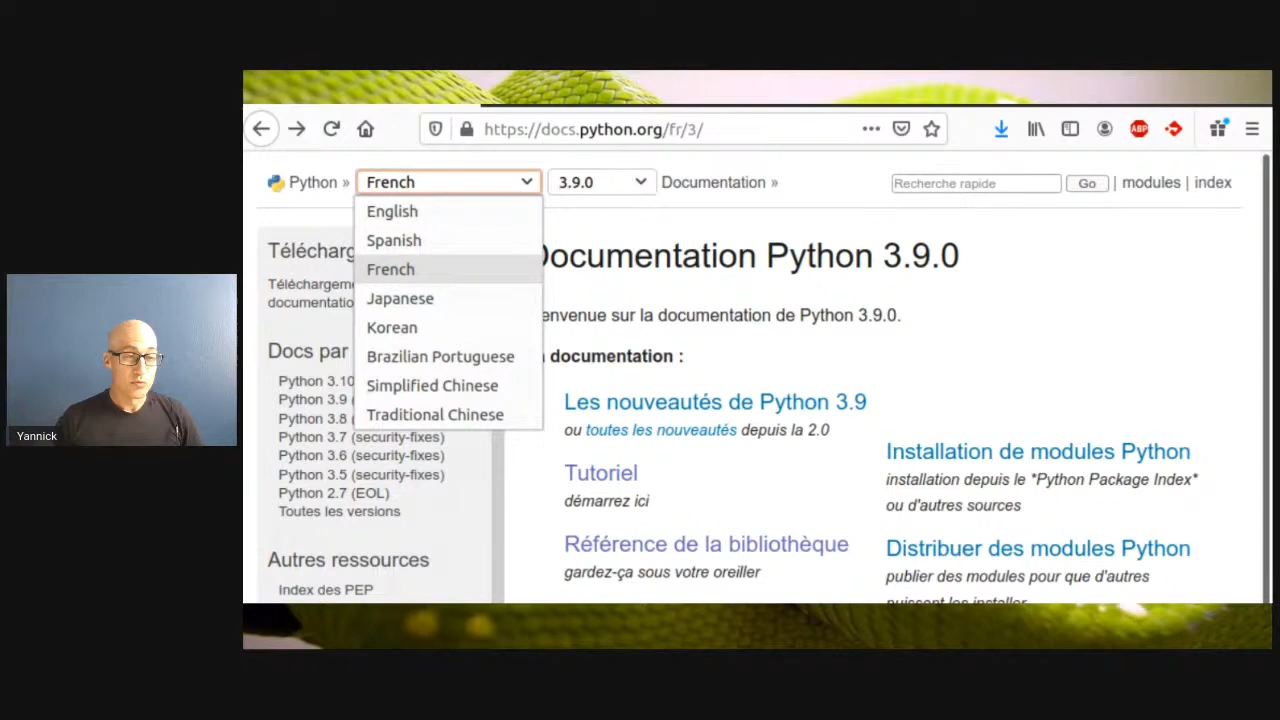 https://docs.python.org/fr/3/
ABP
Python » French 3.9.0 Documentation » Recherche rapide Go | modules | index
English
Spanish
French
Japanese
Korean
Brazilian Portuguese
Simplified Chinese
Traditional Chinese
Documentation Python 3.9.0
envenue sur la documentation de Python 3.9.0.
documentation :
Les nouveautés de Python 3.9
ou toutes les nouveautés depuis la 2.0
Tutoriel
démarrez ici
Référence de la bibliothèque
gardez-ça sous votre oreiller
Installation de modules Python
installation depuis le *Python Package Index*
ou d'autres sources
Distribuer des modules Python
publier des modules pour que d'autres
puissent les installer
Télécharg
Téléchargeme
documentatio
Docs par
Python 3.10
Python 3.9 (
Python 3.8 (
Python 3.7 (security-fixes)
Python 3.6 (security-fixes)
Python 3.5 (security-fixes)
Python 2.7 (EOL)
Toutes les versions
Autres ressources
Index des PEP
Yannick